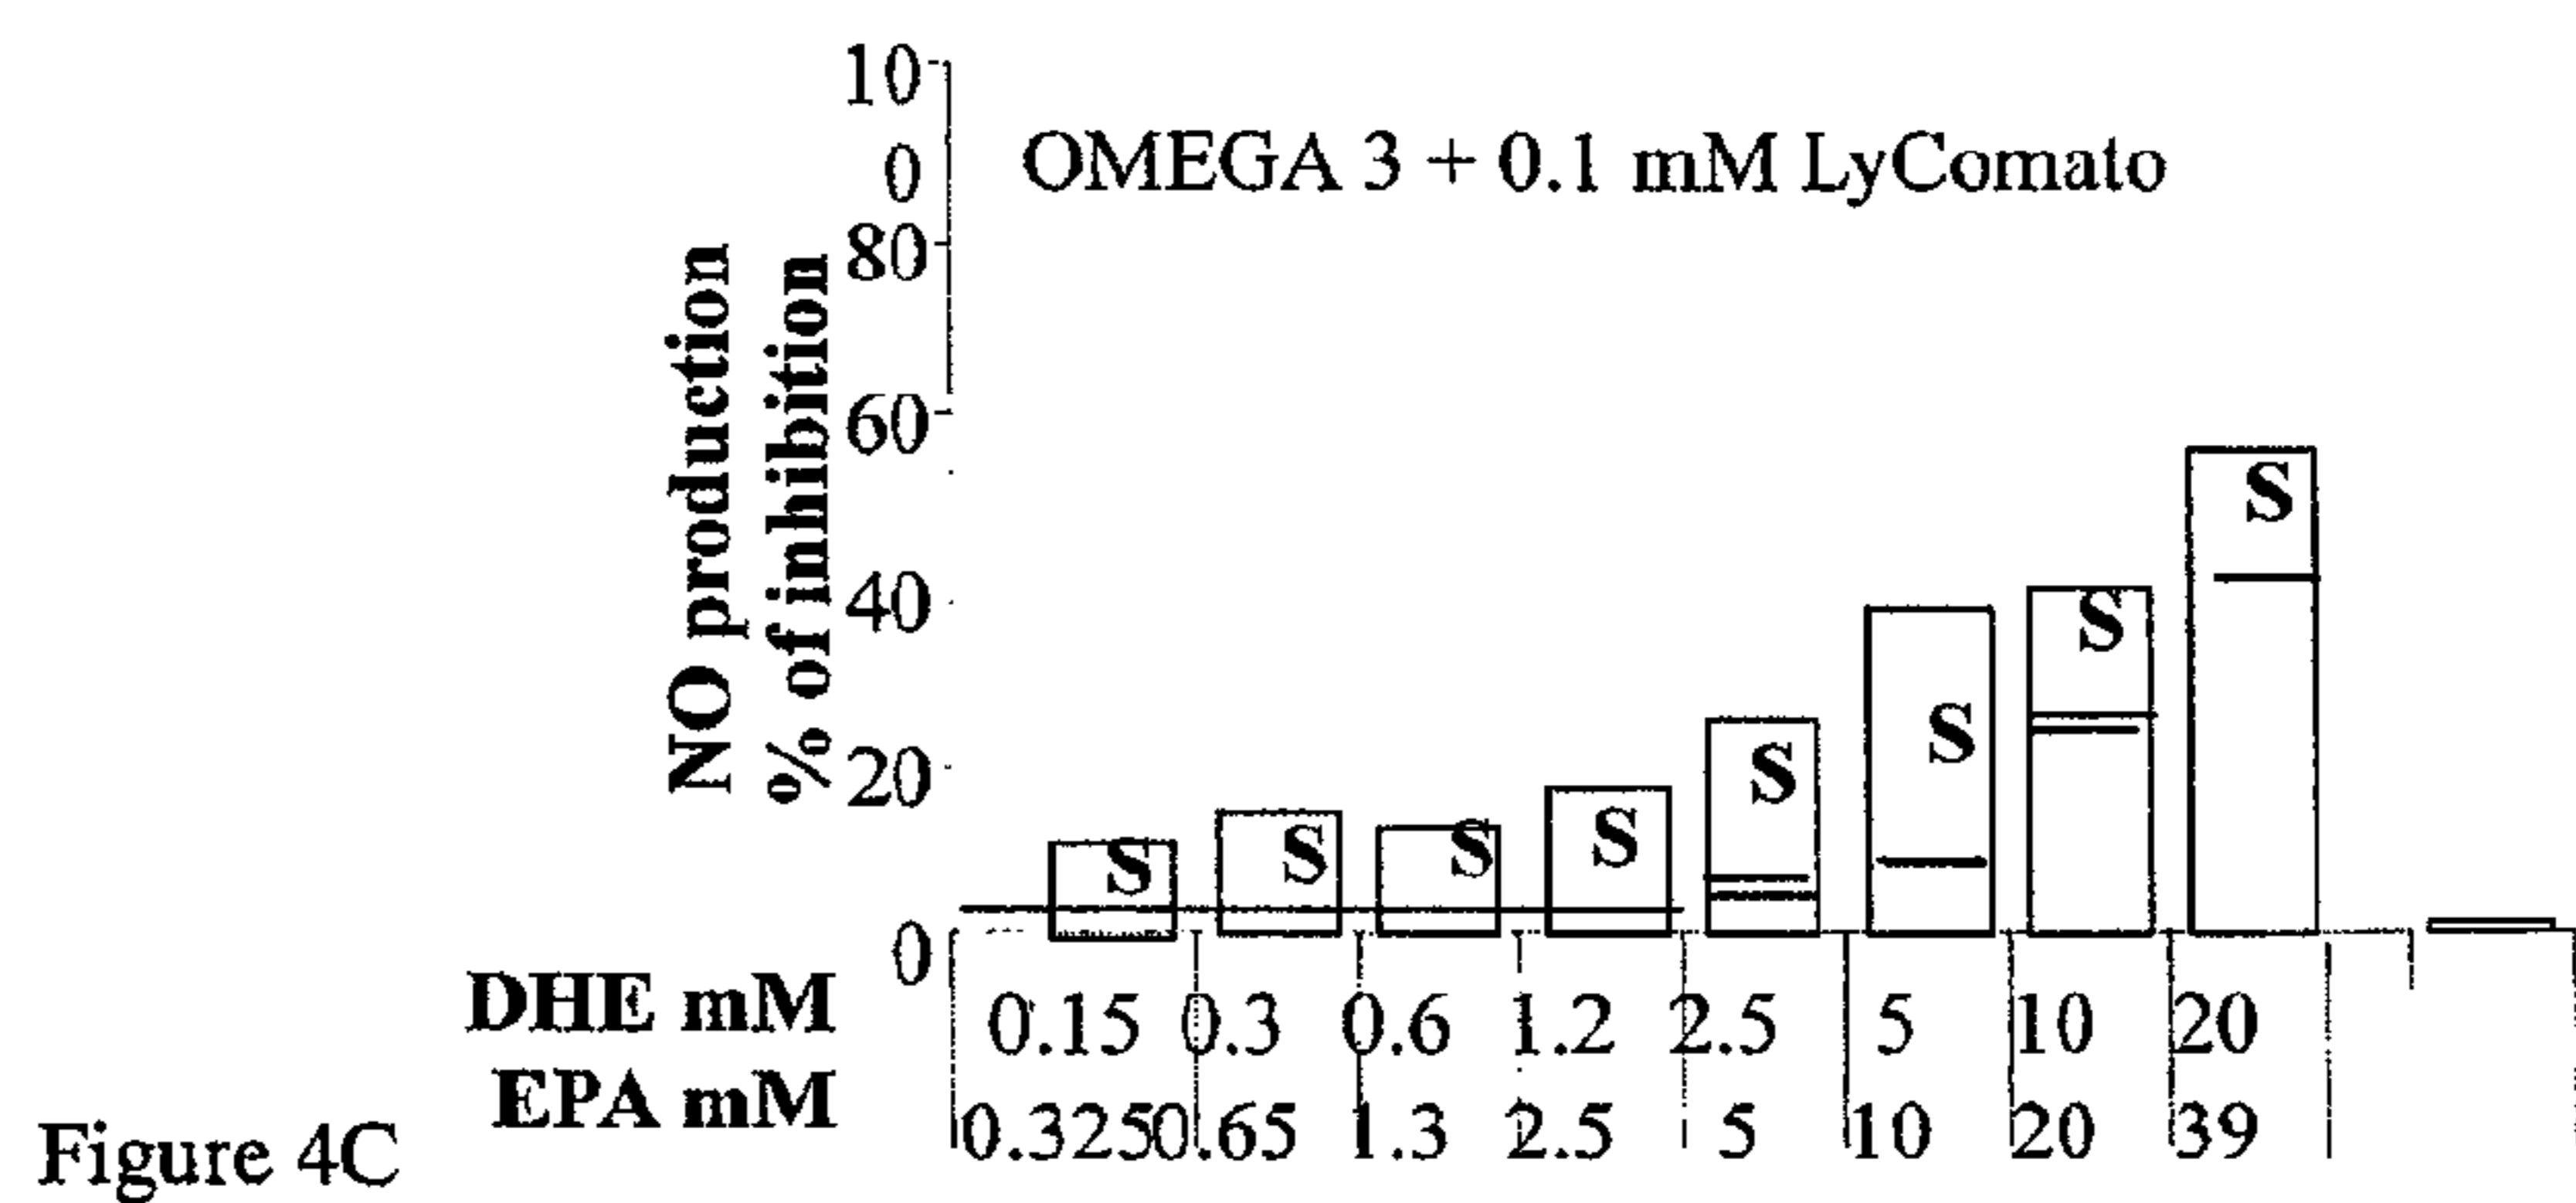 10
0
OMEGA 3 + 0.1 mM LyComato
80
60
40
20
0
NO production
% of inhibition
S S S S S S S S
DHE mM 0.15 0.3 0.6 1.2 2.5 5 10 20
EPA mM 0.325 0.65 1.3 2.5 5 10 20 39
Figure 4C